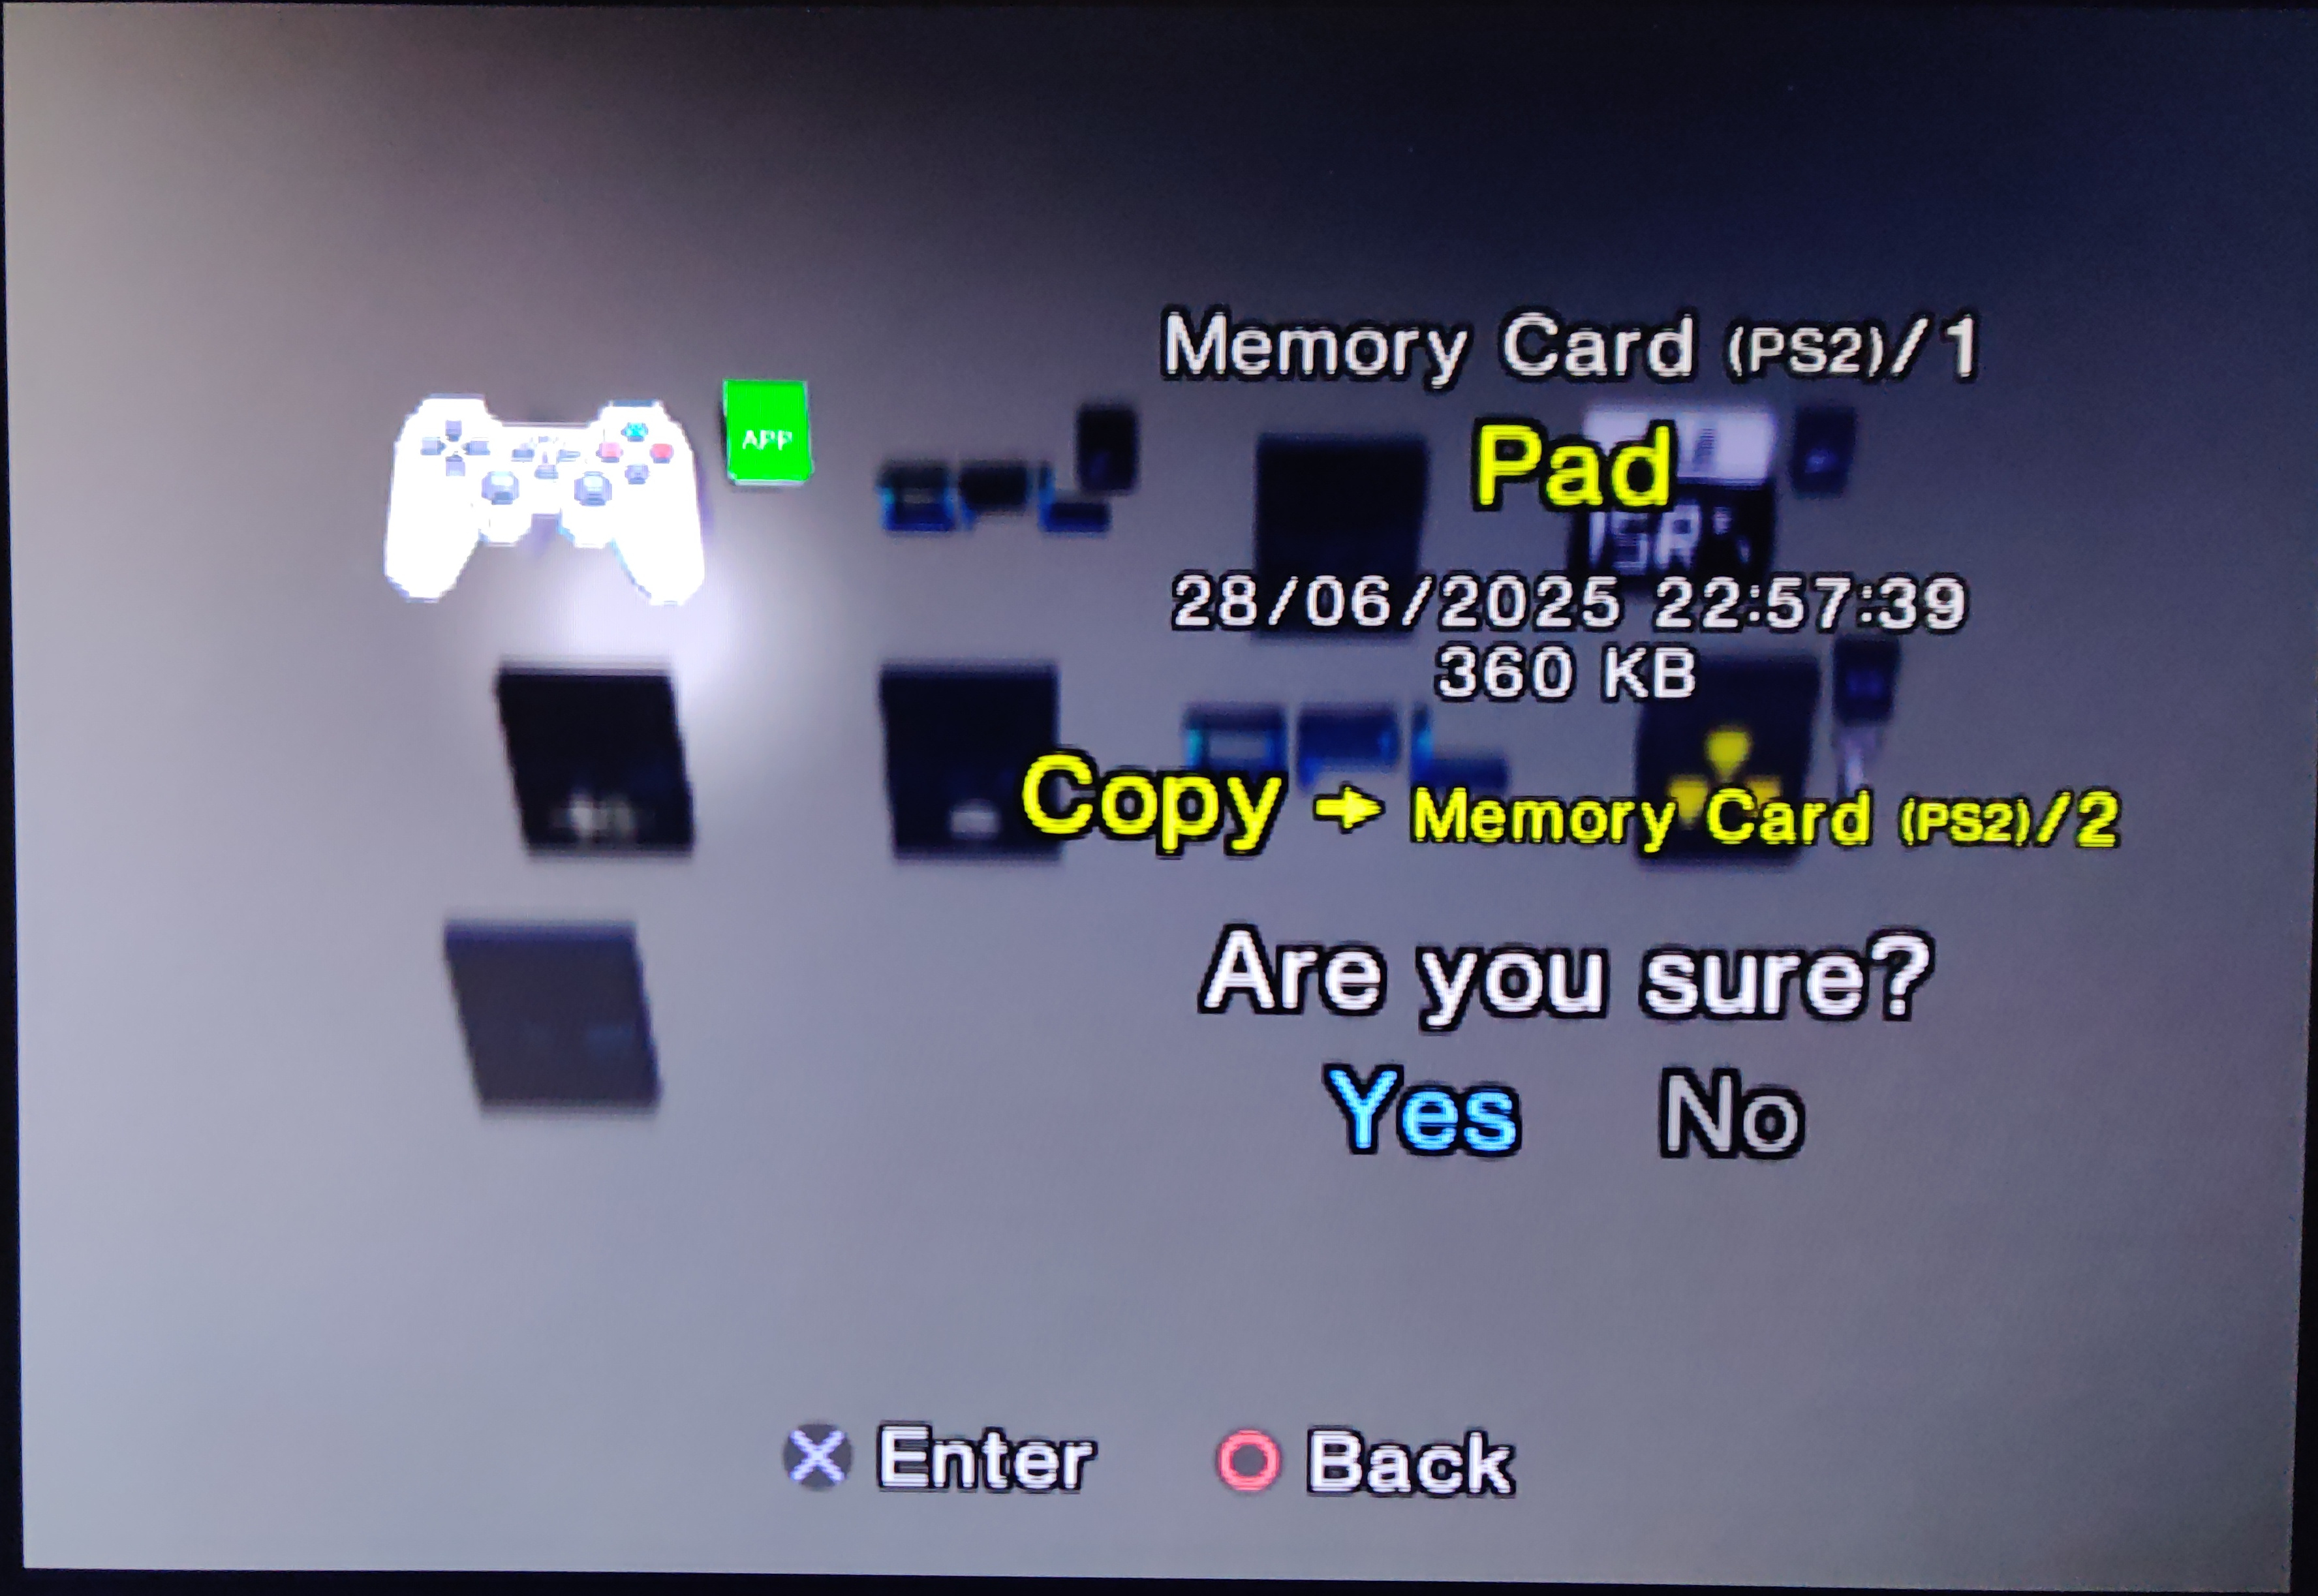 Memory Card (PS2)/1
APP
Pad
28/06/2025 22:57:39
360 KB
Copy ➔ Memory Card (PS2)/2
Are you sure?
Yes No
Enter Back